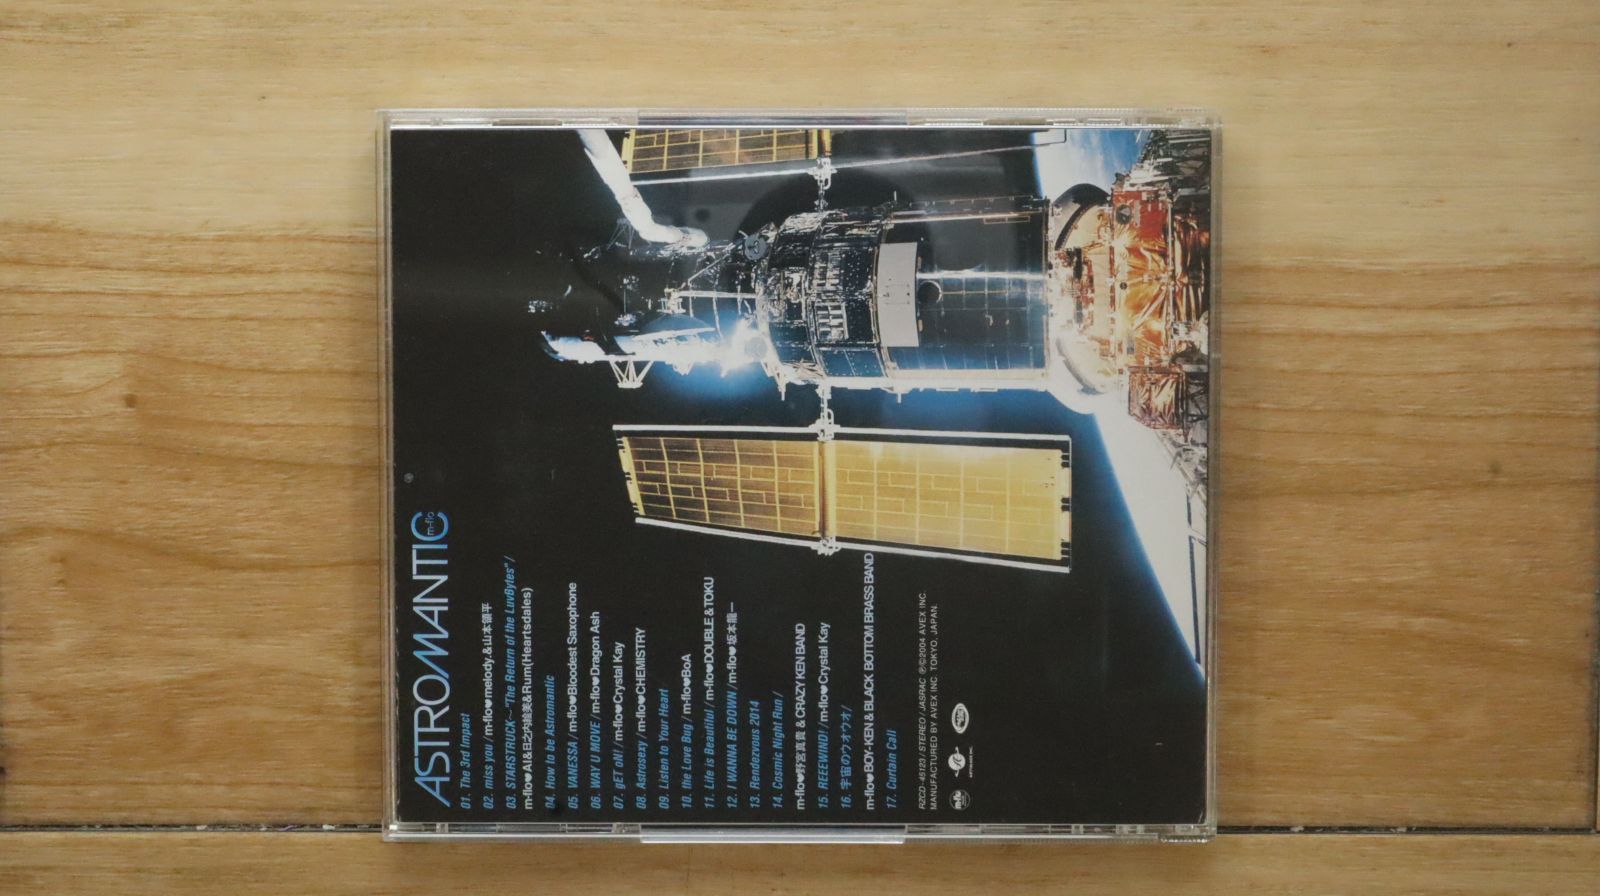 ASTROMANTIC
m-flo
01. The 3rd Impact
02. miss you / m-flo♥melody.&山本領平
03. STARSTRUCK～"The Return of the LuvBytes" /
m-flo♥AI&日之内絵美&Rum(Heartsdales)
04. How to be Astromantic
05. VANESSA / m-flo♥Bloodest Saxophone
06. WAY U MOVE / m-flo♥Dragon Ash
07. gET oN! / m-flo♥Crystal Kay
08. Astrosexy / m-flo♥CHEMISTRY
09. Listen to Your Heart
10. the Love Bug / m-flo♥BoA
11. Life is Beautiful / m-flo♥DOUBLE & TOKU
12. I WANNA BE DOWN / m-flo♥坂本龍一
13. Rendezvous 2014
14. Cosmic Night Run /
m-flo♥野宮真貴 & CRAZY KEN BAND
15. REEEWIND! / m-flo♥Crystal Kay
16. 宇宙のウオウオ /
m-flo♥BOY-KEN & BLACK BOTTOM BRASS BAND
17. Curtain Call
RZCD-45123 / STEREO / JASRAC ℗©2004 AVEX INC.
MANUFACTURED BY AVEX INC. TOKYO. JAPAN.
m-flo